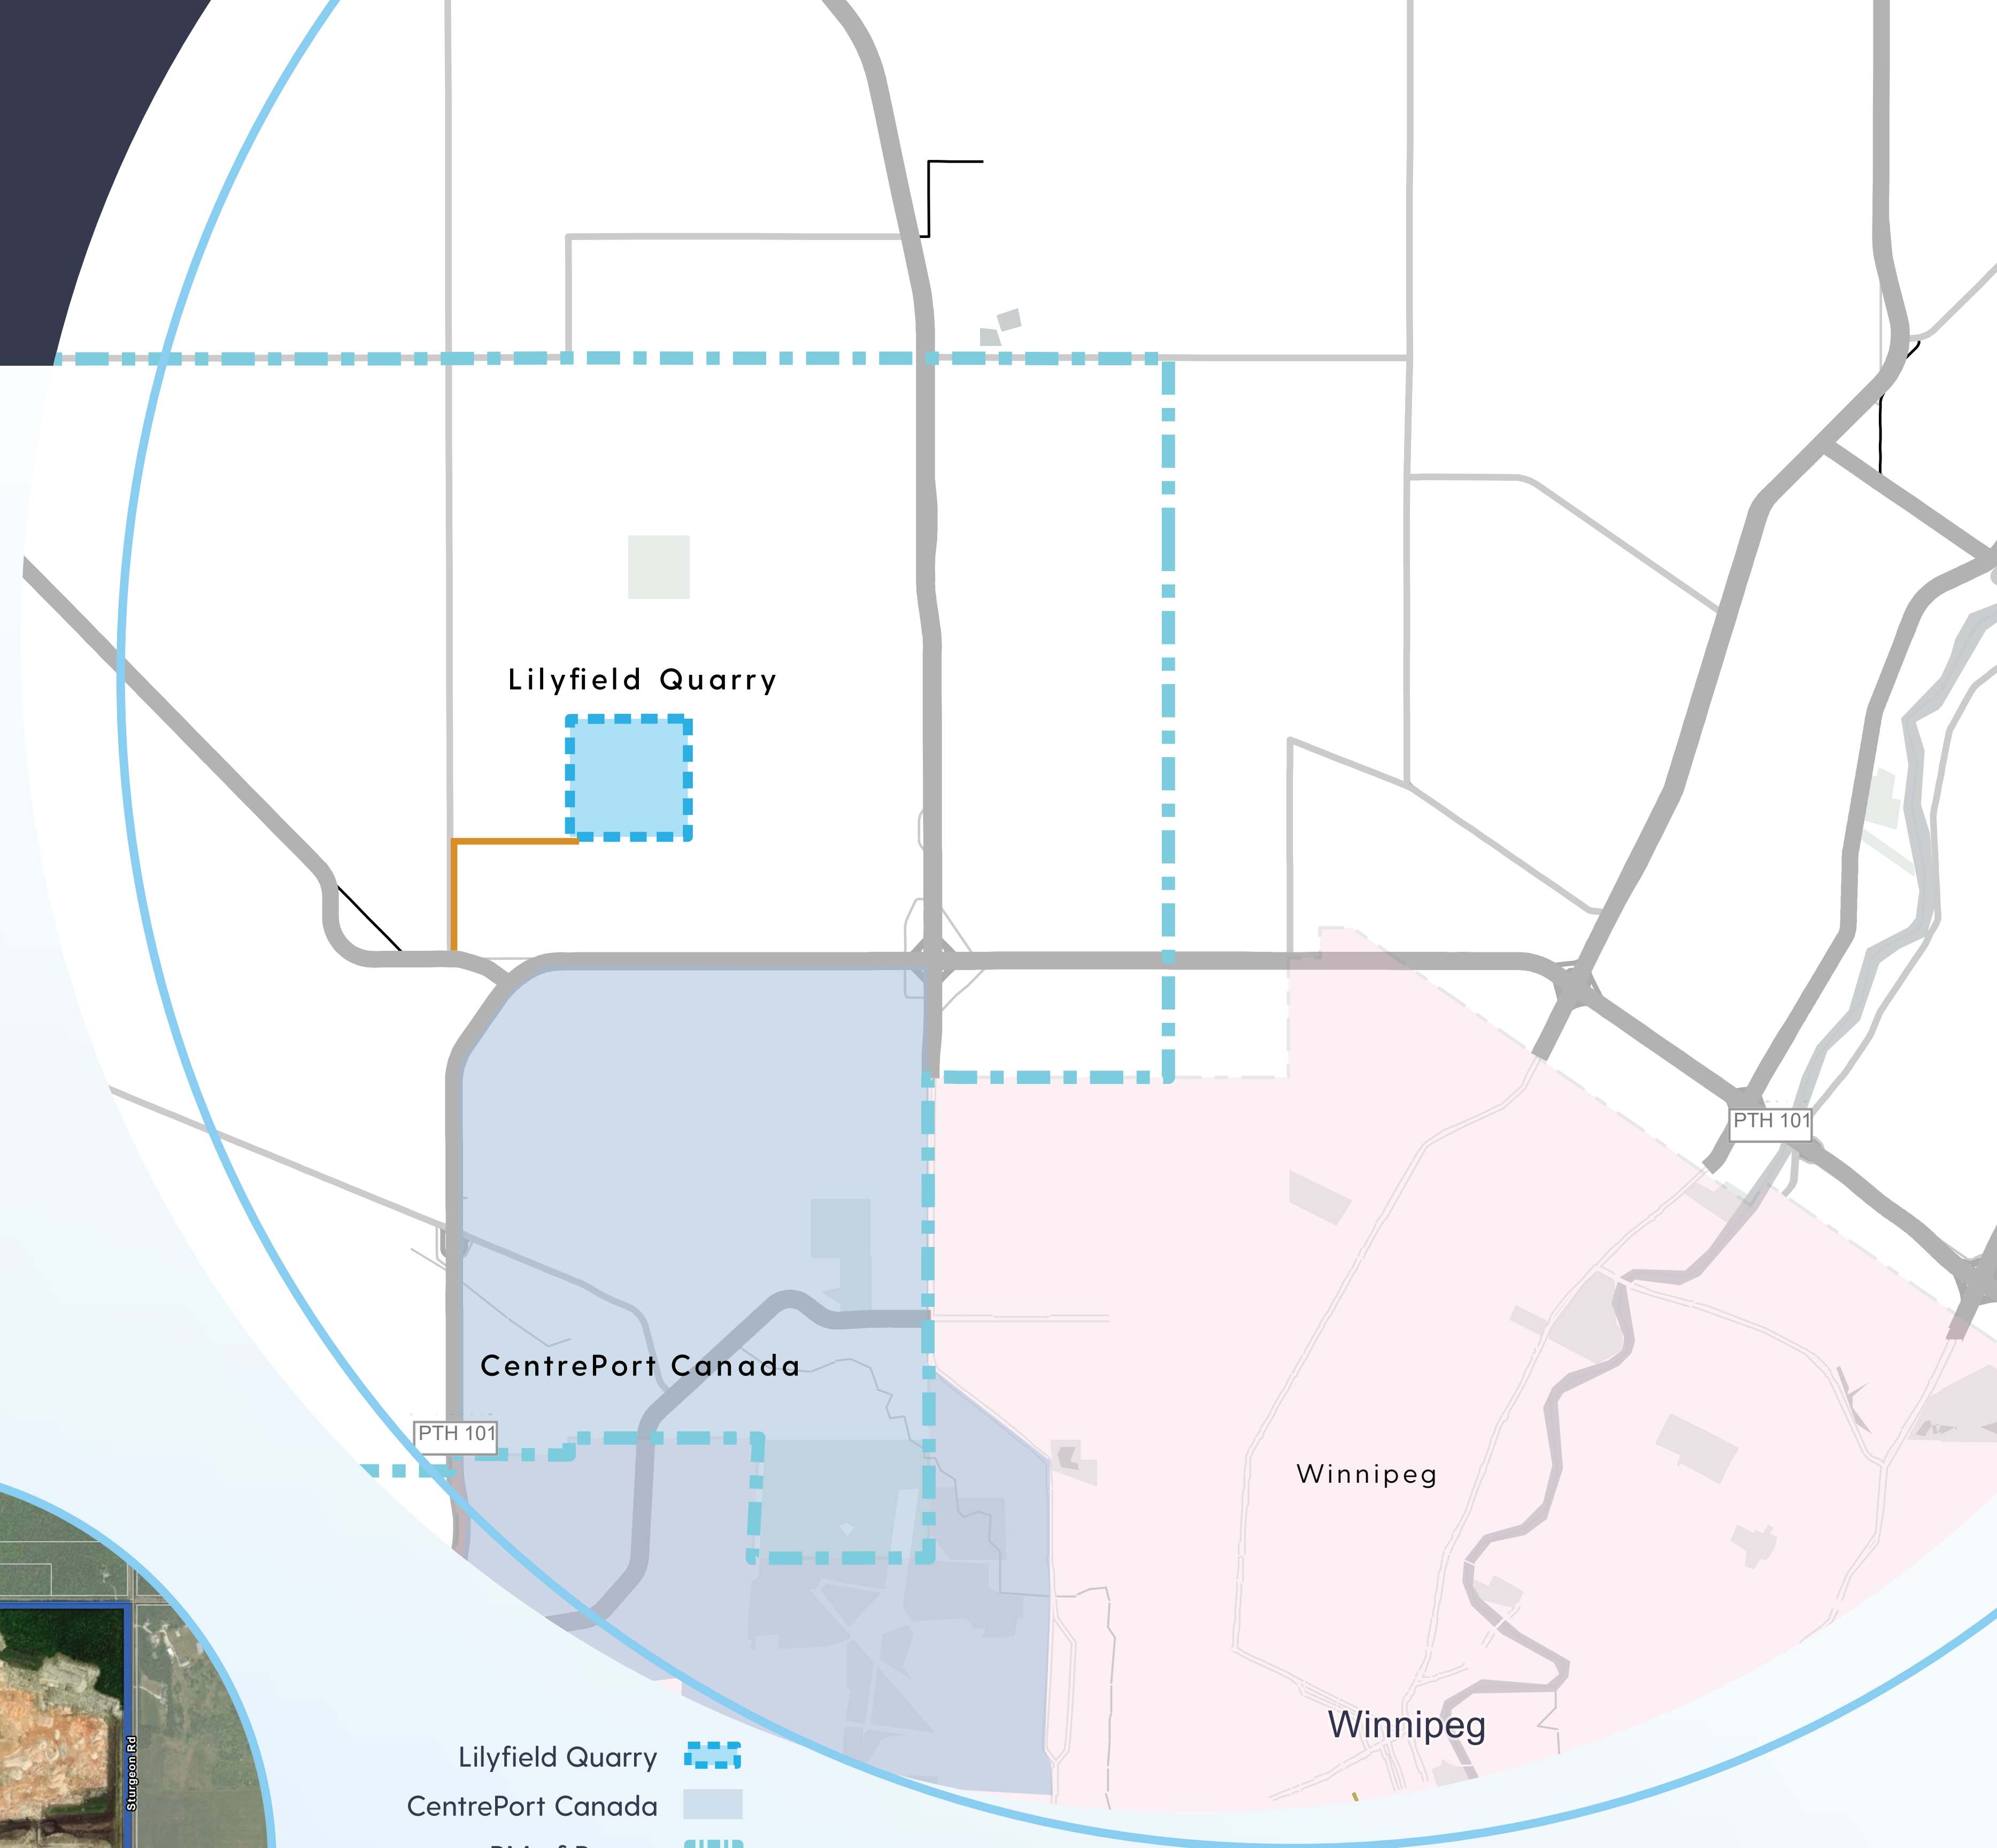 Lilyfield Quarry
PTH 101
CentrePort Canada
PTH 101
Winnipeg
Winnipeg
Sturgeon Rd
Lilyfield Quarry
CentrePort Canada